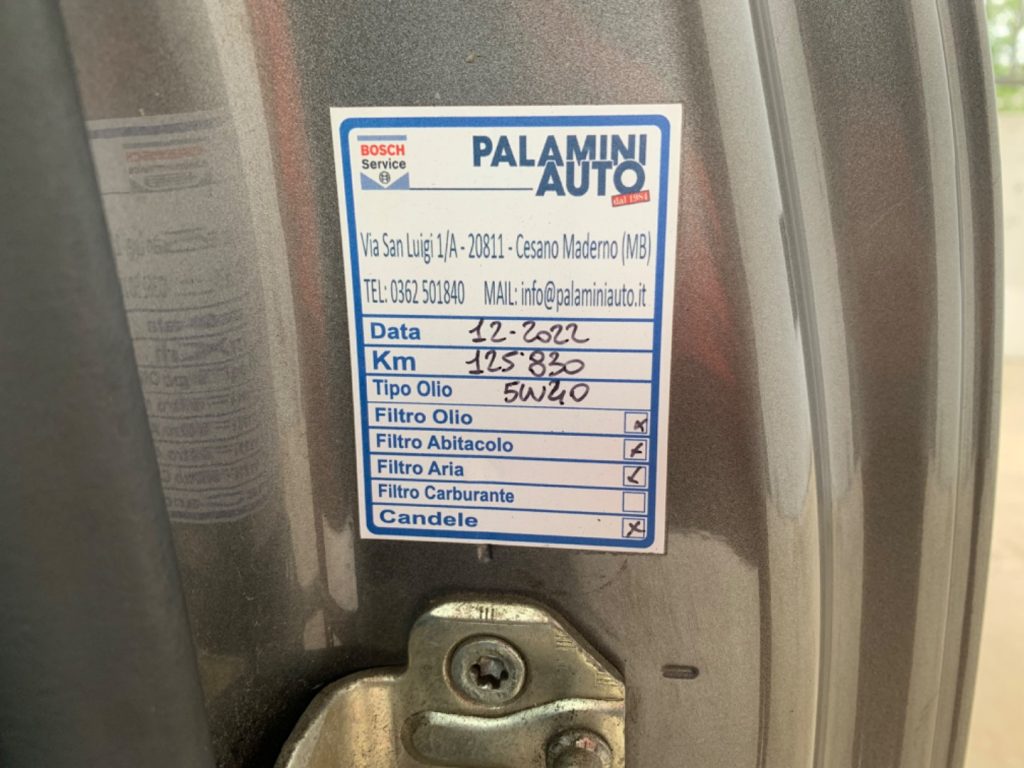 BOSCH
Service
PALAMINI
AUTO
dal 1984
Via San Luigi 1/A - 20811 - Cesano Maderno (MB)
TEL: 0362 501840 MAIL: info@palaminiauto.it
Data 12-2022
Km 125'830
Tipo Olio 5W40
Filtro Olio x
Filtro Abitacolo x
Filtro Aria x
Filtro Carburante
Candele x